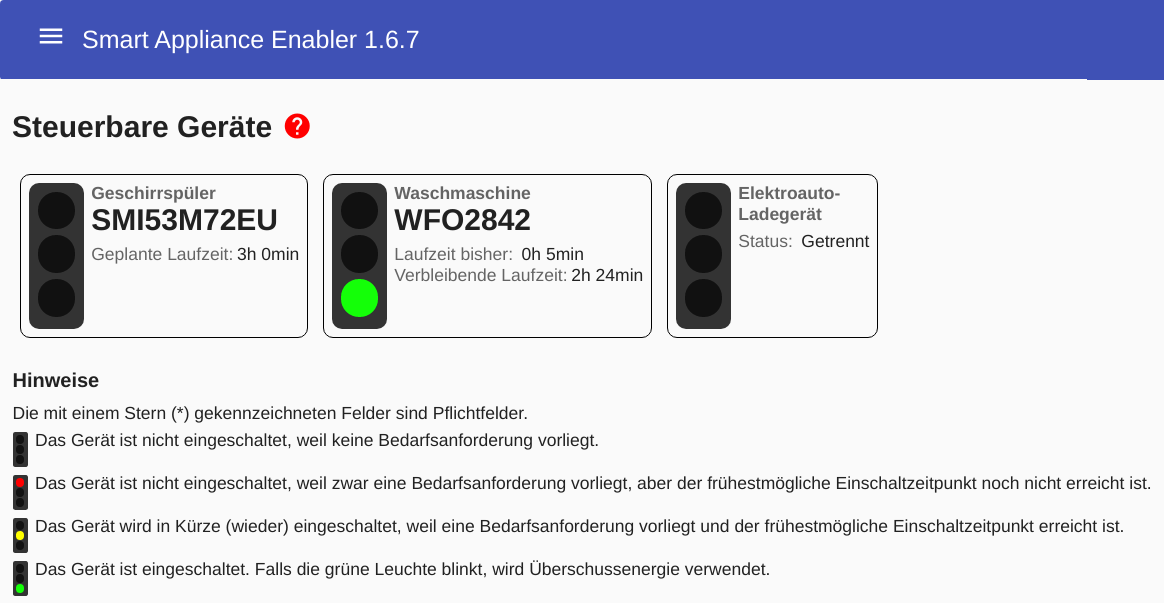 Smart Appliance Enabler 1.6.7
Steuerbare Geräte ?
Geschirrspüler
SMI53M72EU
Geplante Laufzeit: 3h 0min
Waschmaschine
WFO2842
Laufzeit bisher: 0h 5min
Verbleibende Laufzeit: 2h 24min
Elektroauto-
Ladegerät
Status: Getrennt
Hinweise
Die mit einem Stern (*) gekennzeichneten Felder sind Pflichtfelder.
Das Gerät ist nicht eingeschaltet, weil keine Bedarfsanforderung vorliegt.
Das Gerät ist nicht eingeschaltet, weil zwar eine Bedarfsanforderung vorliegt, aber der frühestmögliche Einschaltzeitpunkt noch nicht erreicht ist.
Das Gerät wird in Kürze (wieder) eingeschaltet, weil eine Bedarfsanforderung vorliegt und der frühestmögliche Einschaltzeitpunkt erreicht ist.
Das Gerät ist eingeschaltet. Falls die grüne Leuchte blinkt, wird Überschussenergie verwendet.